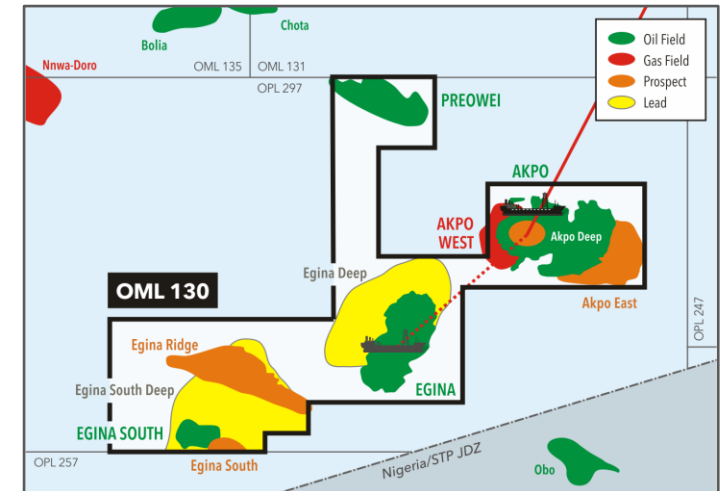 Chota
Bolia
Nnwa-Doro
OML 135
OML 131
OPL 297
Oil Field
Gas Field
Prospect
Lead
PREOWEI
AKPO
AKPO
WEST
Akpo Deep
Akpo East
Egina Deep
OML 130
OPL 247
Egina Ridge
Egina South Deep
EGINA
EGINA SOUTH
Egina South
OPL 257
Nigeria/STP JDZ
Obo